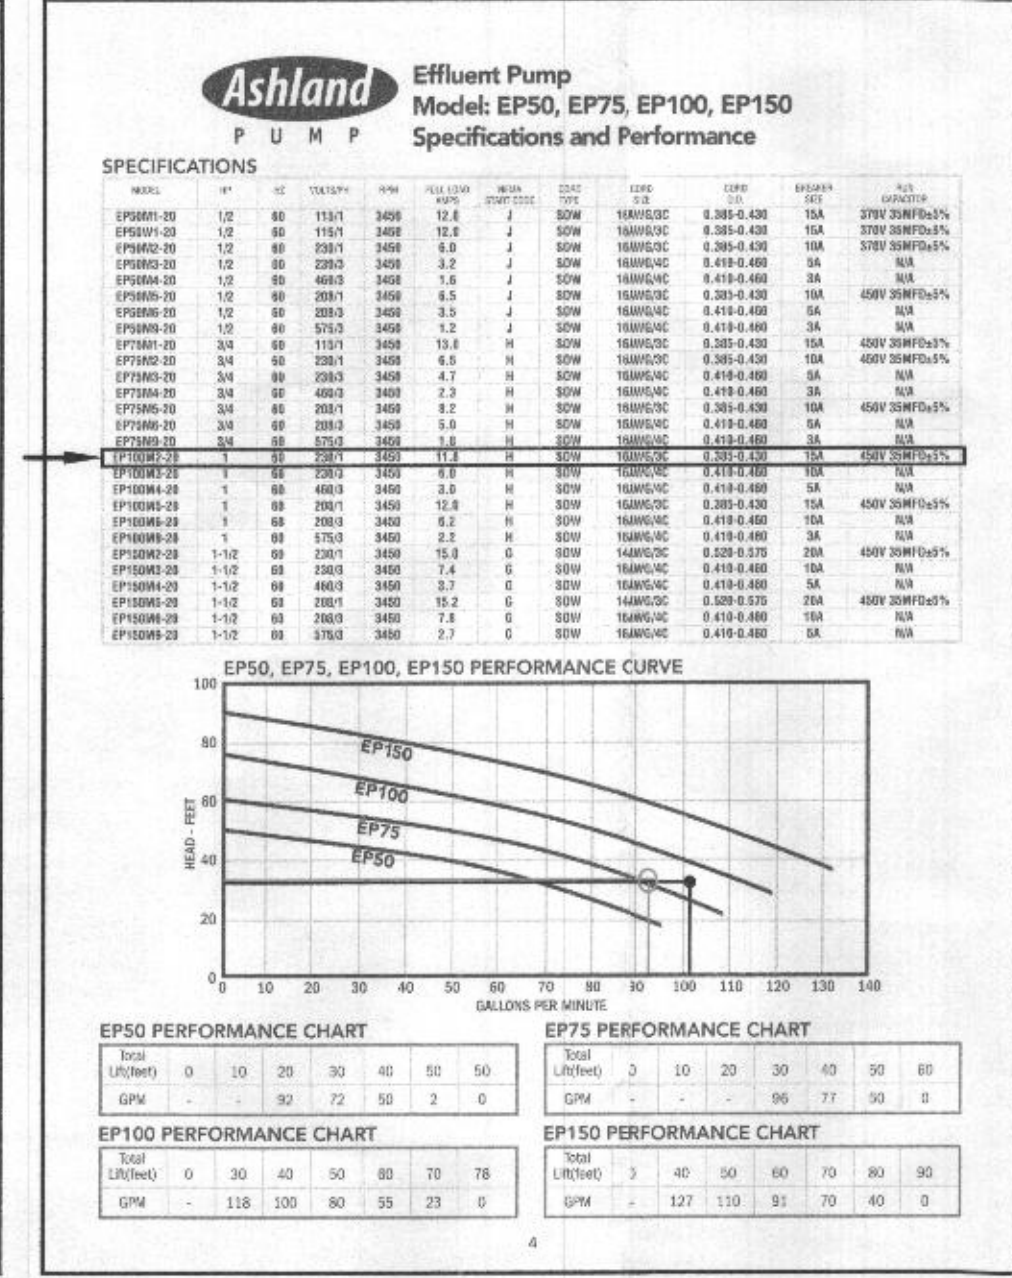 Ashland
PUMP
Effluent Pump
Model: EP50, EP75, EP100, EP150
Specifications and Performance
SPECIFICATIONS
MODEL HP HZ VOLTS/PH RPM FULL LOAD AMPS NEMA START CODE CORD TYPE CORD SIZE CORD O.D. BREAKER SIZE RUN CAPACITOR
EP50M1-20 1/2 60 115/1 3450 12.0 J SOW 16AWG/3C 0.385-0.430 15A 370V 35MFD±5%
EP50W1-20 1/2 60 115/1 3450 12.0 J SOW 16AWG/3C 0.385-0.430 15A 370V 35MFD±5%
EP50M2-20 1/2 60 230/1 3450 6.0 J SOW 16AWG/3C 0.385-0.430 10A 370V 35MFD±5%
EP50M3-20 1/2 60 230/3 3450 3.2 J SOW 16AWG/4C 0.410-0.460 5A N/A
EP50M4-20 1/2 60 460/3 3450 1.6 J SOW 16AWG/4C 0.410-0.460 3A N/A
EP50M5-20 1/2 60 208/1 3450 6.5 J SOW 16AWG/3C 0.385-0.430 10A 450V 35MFD±5%
EP50M6-20 1/2 60 208/3 3450 3.5 J SOW 16AWG/4C 0.410-0.460 5A N/A
EP50M9-20 1/2 60 575/3 3450 1.2 J SOW 16AWG/4C 0.410-0.460 3A N/A
EP75M1-20 3/4 60 115/1 3450 13.0 H SOW 16AWG/3C 0.385-0.430 15A 450V 35MFD±5%
EP75M2-20 3/4 60 230/1 3450 6.5 H SOW 16AWG/3C 0.385-0.430 10A 450V 35MFD±5%
EP75M3-20 3/4 60 230/3 3450 4.7 H SOW 16AWG/4C 0.410-0.460 5A N/A
EP75M4-20 3/4 60 460/3 3450 2.3 H SOW 16AWG/4C 0.410-0.460 3A N/A
EP75M5-20 3/4 60 208/1 3450 8.2 H SOW 16AWG/3C 0.385-0.430 10A 450V 35MFD±5%
EP75M6-20 3/4 60 208/3 3450 5.0 H SOW 16AWG/4C 0.410-0.460 5A N/A
EP75M9-20 3/4 60 575/3 3450 H SOW 16AWG/4C 0.410-0.460 3A N/A
EP100M2-20 1 60 230/1 3450 11.8 H SOW 16AWG/3C 0.385-0.430 15A 450V 35MFD±5%
EP100M3-20 1 60 230/3 3450 6.0 H SOW 16AWG/4C 0.410-0.460 10A N/A
EP100M4-20 1 60 460/3 3450 3.0 H SOW 16AWG/4C 0.410-0.460 5A N/A
EP100M5-20 1 60 208/1 3450 12.0 H SOW 16AWG/3C 0.385-0.430 15A 450V 35MFD±5%
EP100M6-20 1 60 208/3 3450 6.2 H SOW 16AWG/4C 0.410-0.460 10A N/A
EP100M9-20 1 60 575/3 3450 2.2 H SOW 16AWG/4C 0.410-0.460 3A N/A
EP150M2-20 1-1/2 60 230/1 3450 15.0 G SOW 14AWG/3C 0.520-0.575 20A 450V 35MFD±5%
EP150M3-20 1-1/2 60 230/3 3450 7.4 G SOW 16AWG/4C 0.410-0.460 10A N/A
EP150M4-20 1-1/2 60 460/3 3450 3.7 G SOW 16AWG/4C 0.410-0.460 5A N/A
EP150M5-20 1-1/2 60 208/1 3450 15.2 G SOW 14AWG/3C 0.520-0.575 20A 450V 35MFD±5%
EP150M6-20 1-1/2 60 208/3 3450 7.8 G SOW 16AWG/4C 0.410-0.460 10A N/A
EP150M9-20 1-1/2 60 575/3 3450 2.7 G SOW 16AWG/4C 0.410-0.460 5A N/A
EP50, EP75, EP100, EP150 PERFORMANCE CURVE
100
80
60
40
20
0
HEAD - FEET
EP150
EP100
EP75
EP50
0 10 20 30 40 50 60 70 80 90 100 110 120 130 140
GALLONS PER MINUTE
EP50 PERFORMANCE CHART
Total Lift(feet) 0 10 20 30 40 50 50
GPM - - 92 72 50 2 0
EP75 PERFORMANCE CHART
Total Lift(feet) 0 10 20 30 40 50 60
GPM - - - 96 77 50 0
EP100 PERFORMANCE CHART
Total Lift(feet) 0 30 40 50 60 70 78
GPM - 118 100 80 55 23 0
EP150 PERFORMANCE CHART
Total Lift(feet) 0 40 50 60 70 80 90
GPM - 127 110 91 70 40 0
4